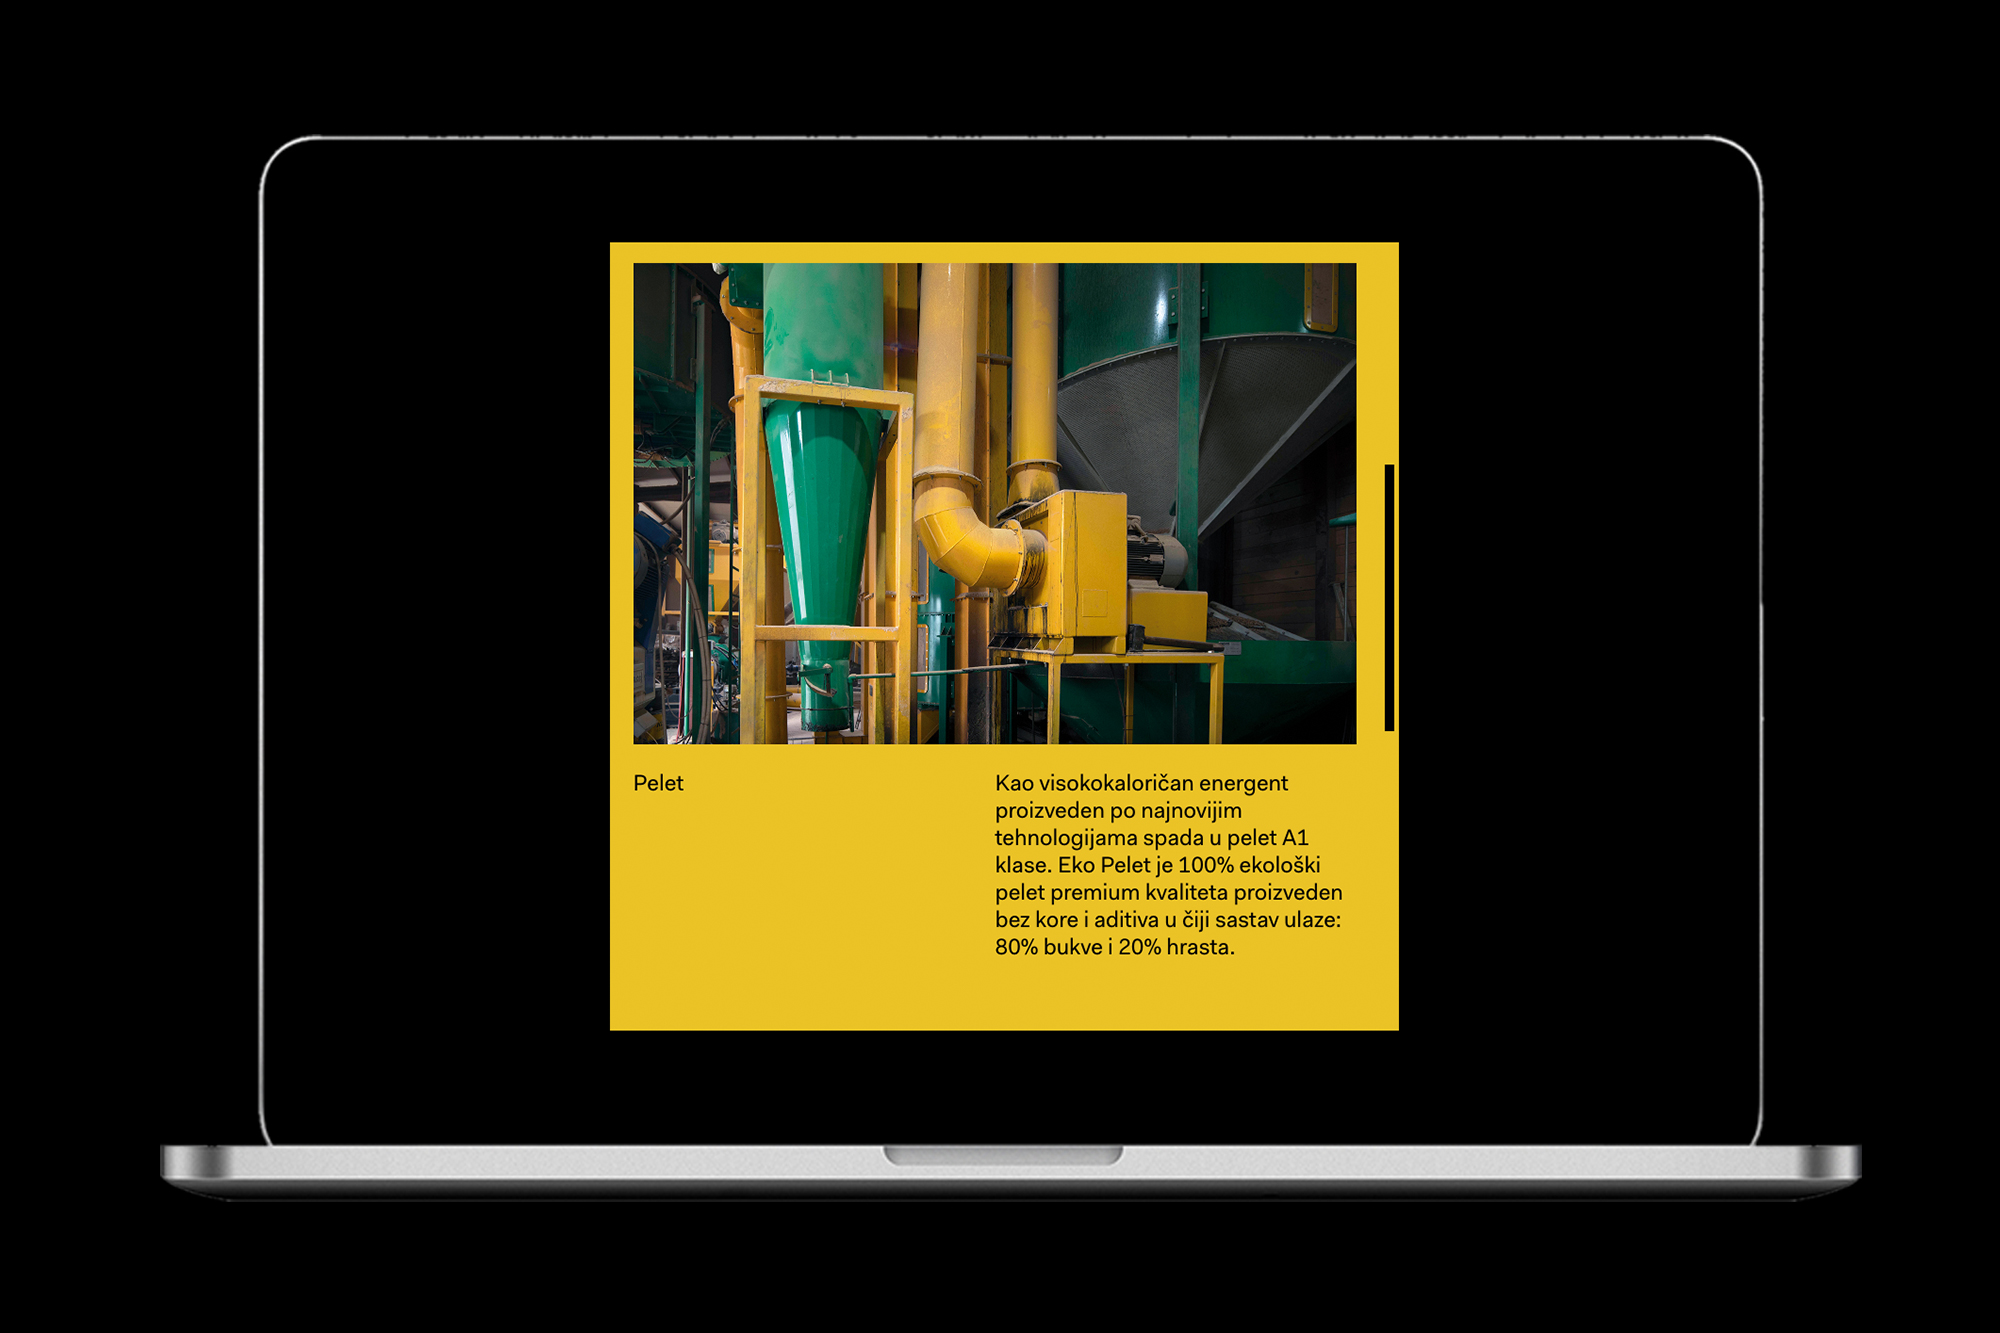 Pelet
Kao visokokaloričan energent
proizveden po najnovijim
tehnologijama spada u pelet A1
klase. Eko Pelet je 100% ekološki
pelet premium kvaliteta proizveden
bez kore i aditiva u čiji sastav ulaze:
80% bukve i 20% hrasta.